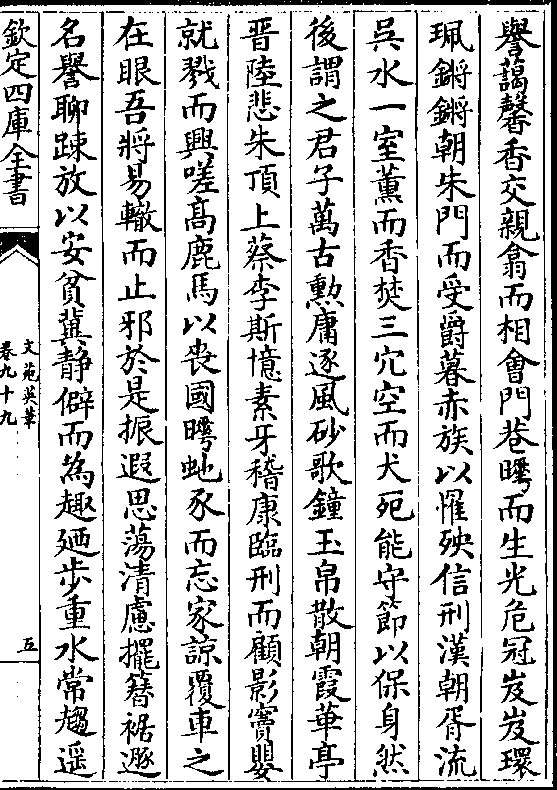 譽藹馨香交親翕而相會門巷曄而生光危冠岌岌環
珮鏘鏘朝朱門而受爵暮赤族以惟殃信刑漢朝胥流
吳水一室薰而香焚三穴空而犬死能守節以保身然
後謂之君子萬古勲庸逐風砂歌鐘玉帛散朝霞華亭
晉陸悲朱頂上蔡李斯憶素牙稽康臨刑而顧影竇嬰
就戮而興嗟髙鹿馬以丧國曄虵豕而忘家諒覆車之
在眼吾將易轍而止邪於是振遐思蕩清慮擺簪裾遯
名譽聊踈放以安貧冀静僻而為趣廼步重水常趨遥
欽定四庫全書
文苑英華
卷九十九
五